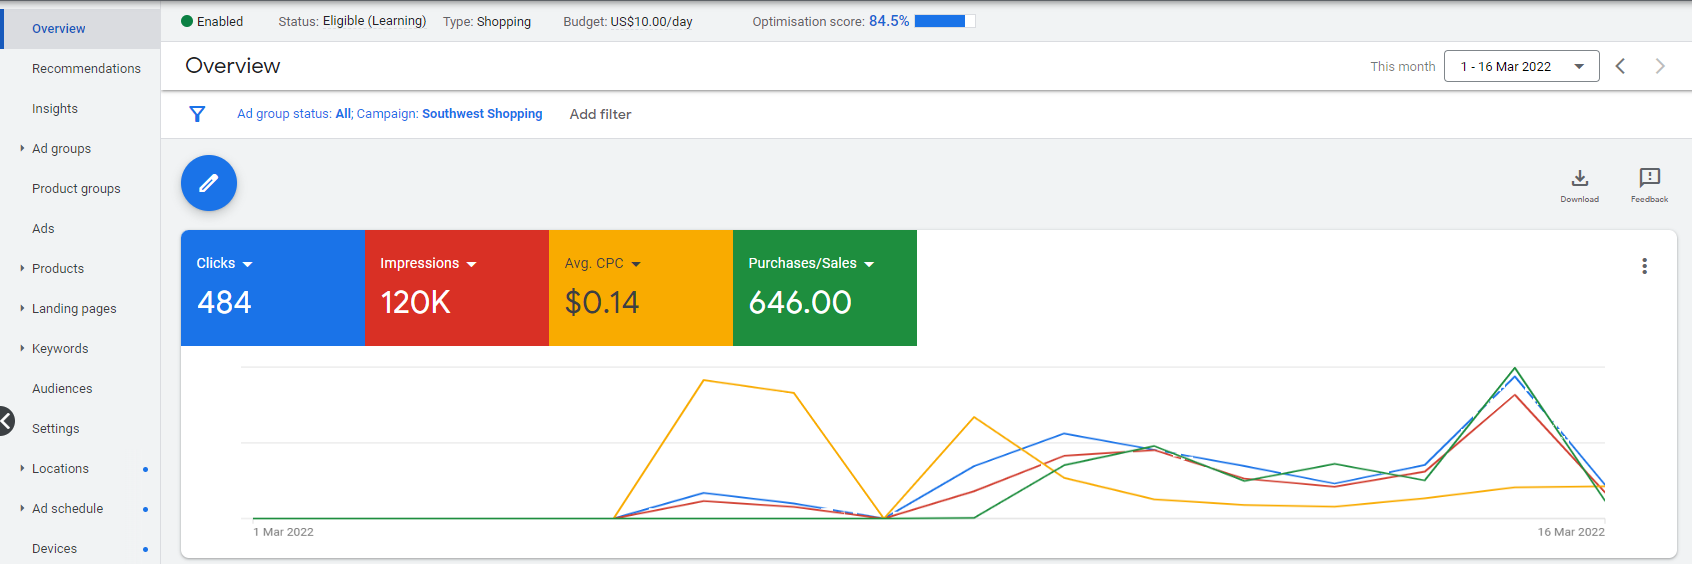 Enabled Status: Eligible (Learning) Type: Shopping Budget: US$10.00/day Optimisation score: 84.5%
Overview
Recommendations
Insights
Ad groups
Product groups
Ads
Products
Landing pages
Keywords
Audiences
Settings
Locations
Ad schedule
Devices
Overview This month 1 - 16 Mar 2022
Ad group status: All; Campaign: Southwest Shopping Add filter
Download Feedback
Clicks Impressions Avg. CPC Purchases/Sales
484 120K $0.14 646.00
1 Mar 2022 16 Mar 2022